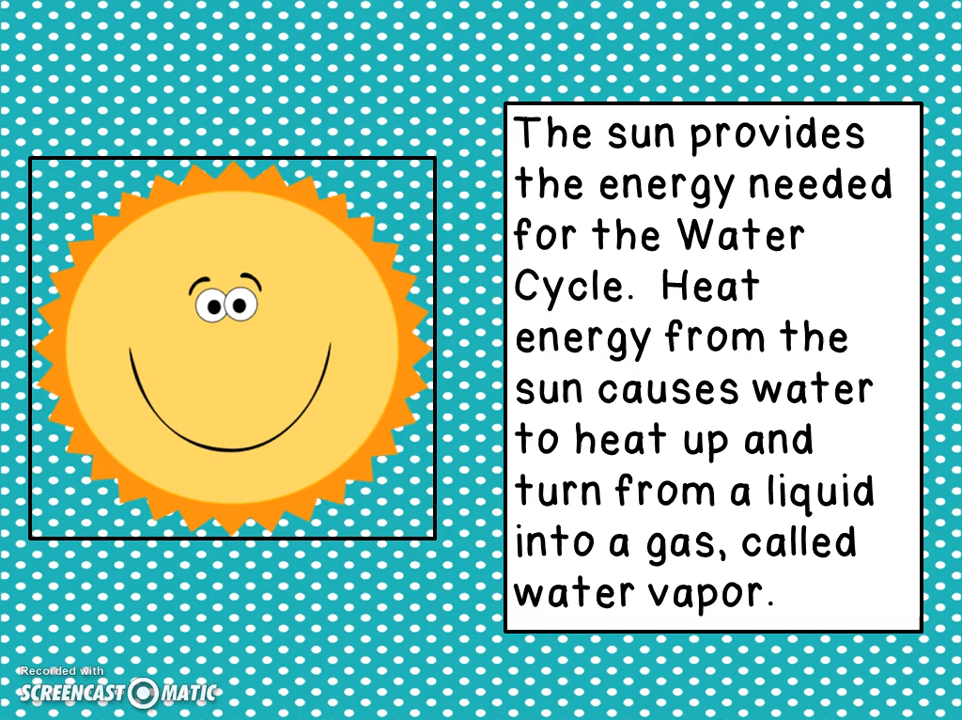 The sun provides
the energy needed
for the Water
Cycle.  Heat
energy from the
sun causes water
to heat up and
turn from a liquid
into a gas, called
water vapor.
Recorded with
SCREENCAST MATIC